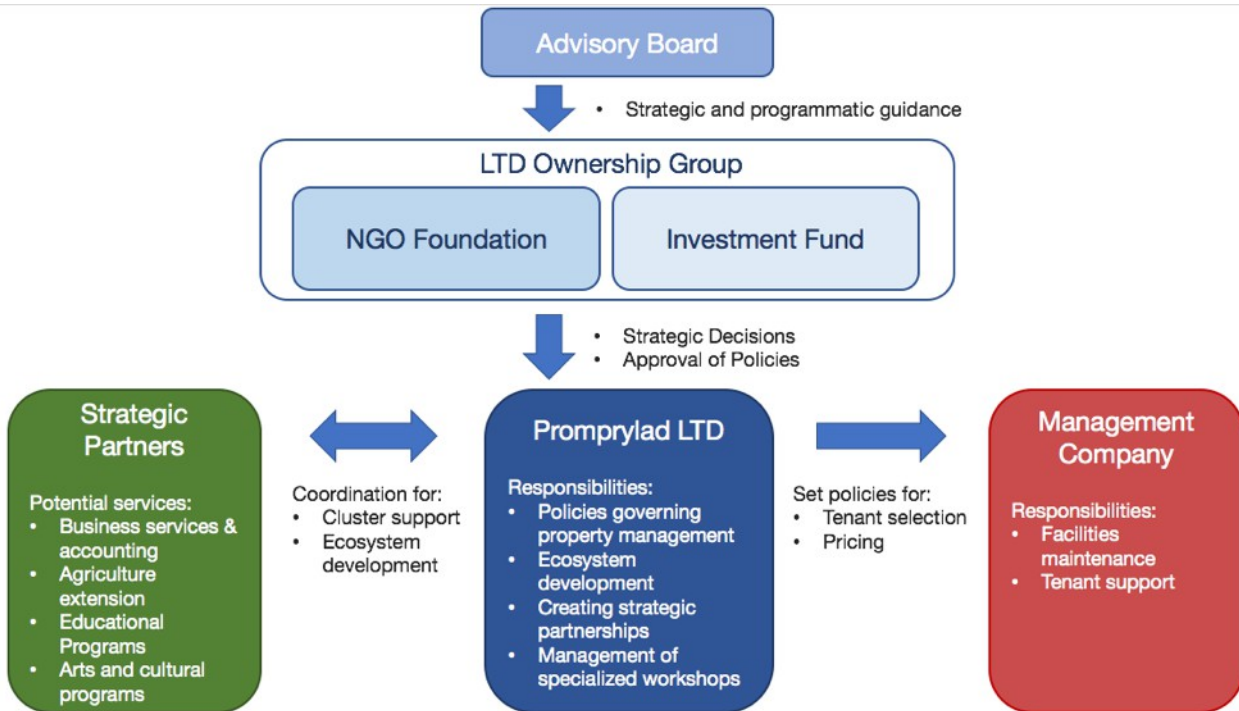 Advisory Board
• Strategic and programmatic guidance
LTD Ownership Group
NGO Foundation
Investment Fund
• Strategic Decisions
• Approval of Policies
Strategic
Partners
Potential services:
• Business services &
accounting
• Agriculture
extension
• Educational
Programs
• Arts and cultural
programs
Coordination for:
• Cluster support
• Ecosystem
development
Promprylad LTD
Responsibilities:
• Policies governing
property management
• Ecosystem
development
• Creating strategic
partnerships
• Management of
specialized workshops
Set policies for:
• Tenant selection
• Pricing
Management
Company
Responsibilities:
• Facilities
maintenance
• Tenant support